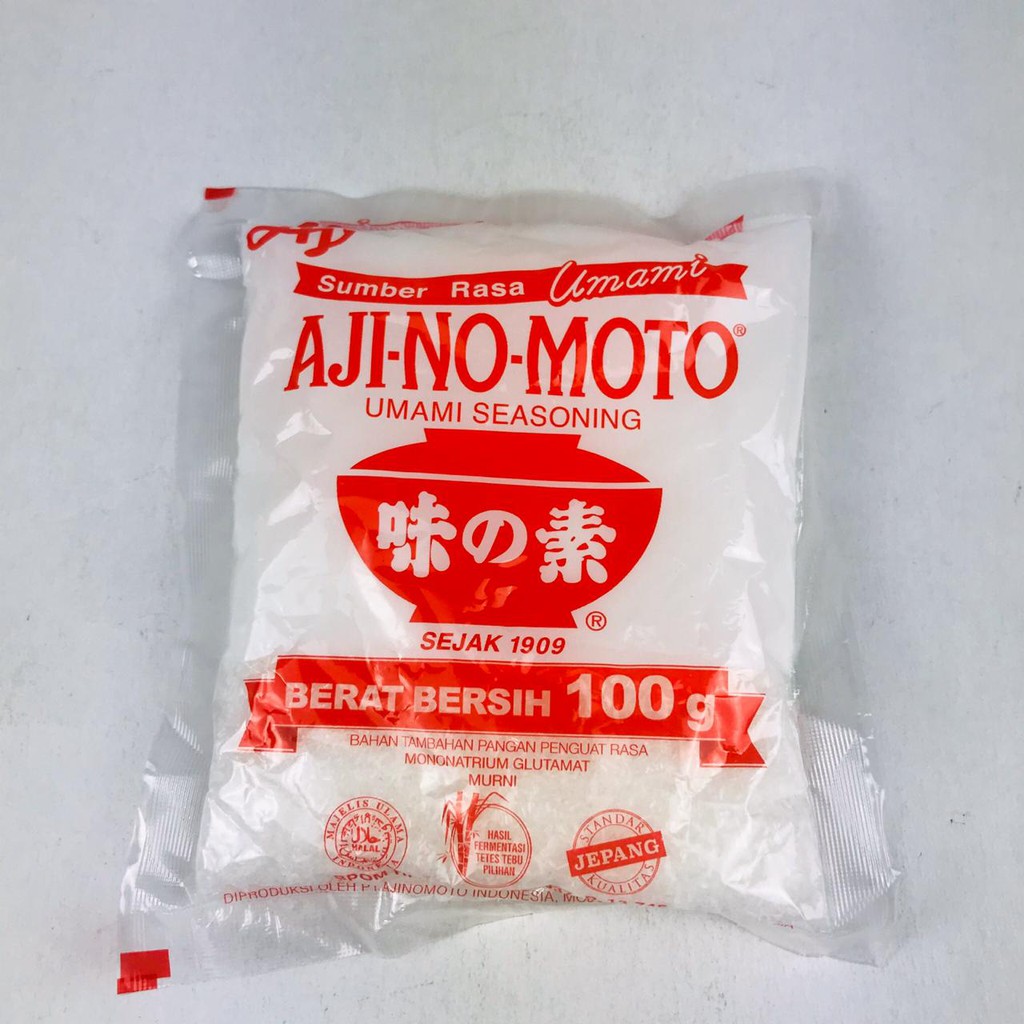 Aji
Sumber Rasa Umami
AJI-NO-MOTO®
UMAMI SEASONING
味の素
®
SEJAK 1909
BERAT BERSIH 100 g
BAHAN TAMBAHAN PANGAN PENGUAT RASA
MONONATRIUM GLUTAMAT
MURNI
MAJELIS ULAMA
حلال
HALAL
INDONESIA
HASIL
FERMENTASI
TETES TEBU
PILIHAN
STANDAR
JEPANG
KUALITAS
DIPRODUKSI OLEH PT AJINOMOTO INDONESIA,